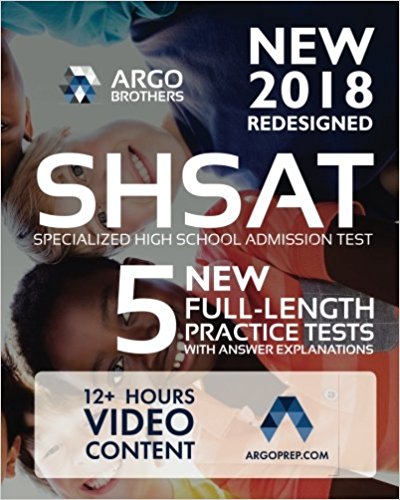 ARGO
BROTHERS
NEW
2018
REDESIGNED
SHSAT
SPECIALIZED HIGH SCHOOL ADMISSION TEST
5
NEW
FULL-LENGTH
PRACTICE TESTS
WITH ANSWER EXPLANATIONS
12+ HOURS
VIDEO
CONTENT
ARGOPREP.COM